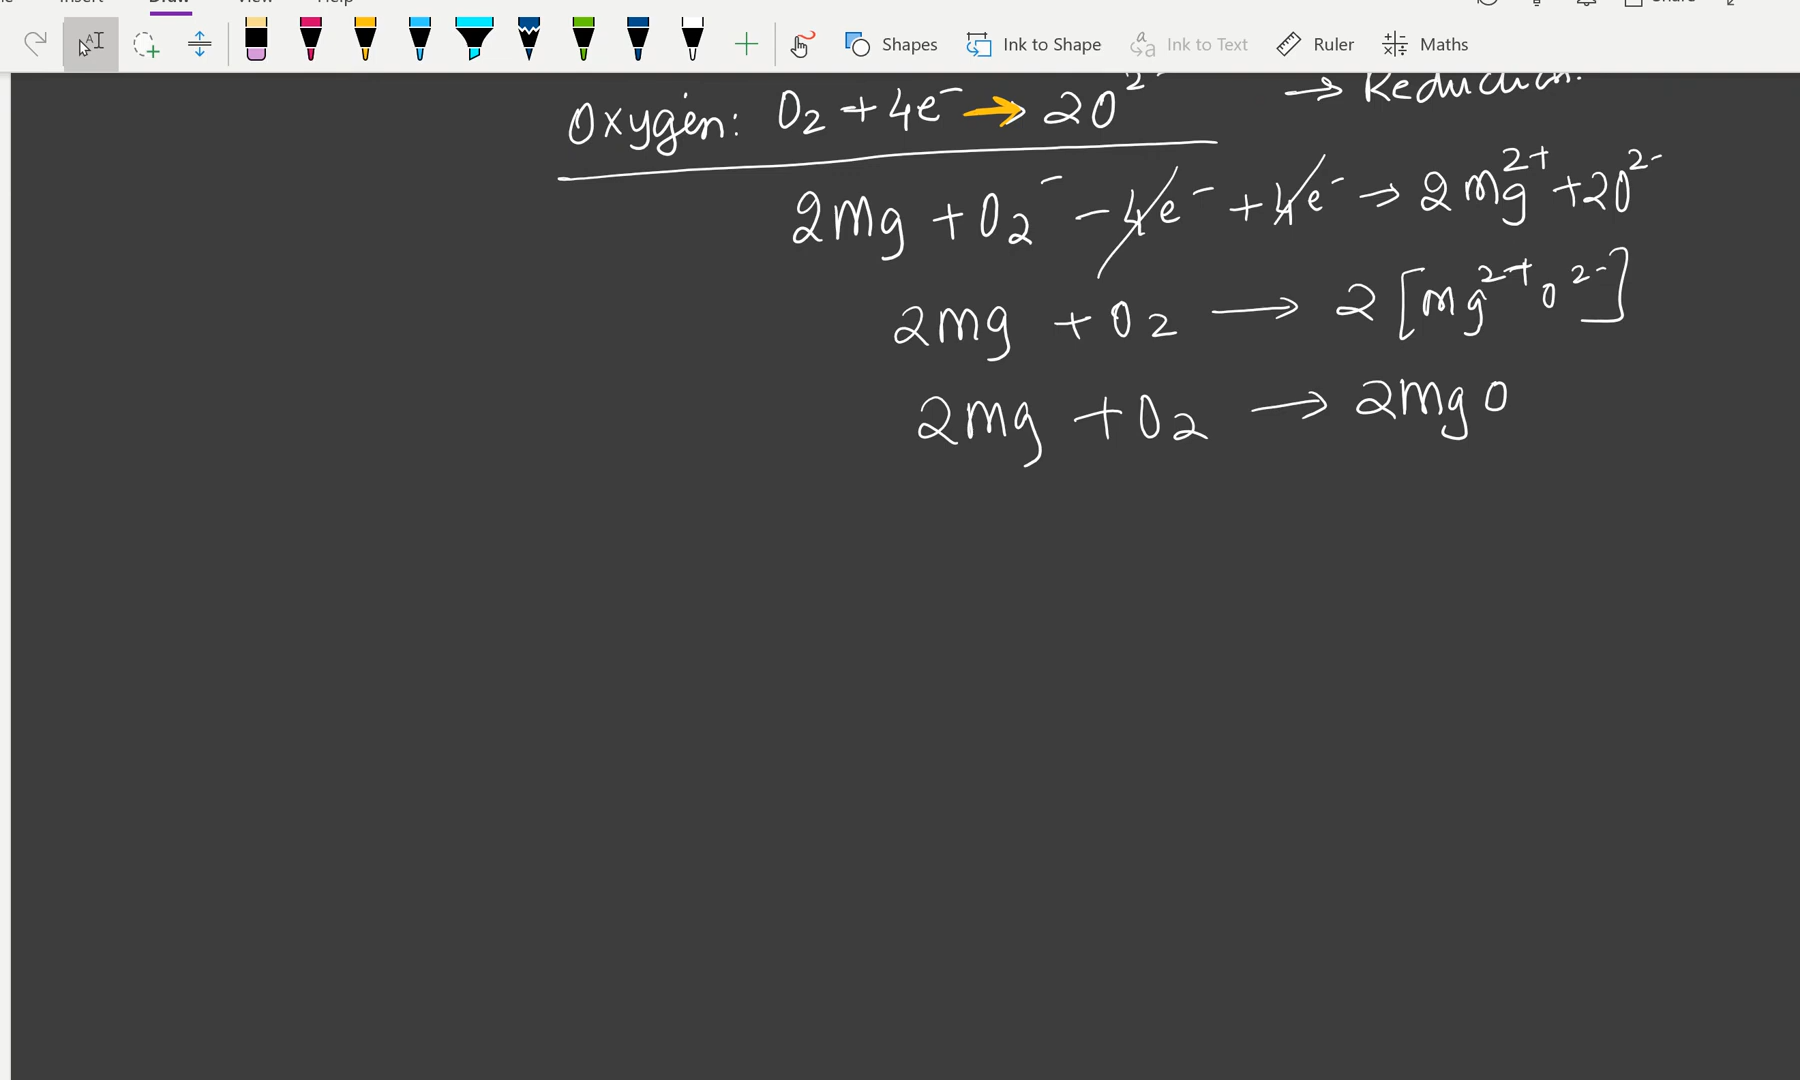 Insert Draw View Help Share
Shapes Ink to Shape Ink to Text Ruler Maths
Oxygen: O₂ + 4e⁻ → 2O²⁻ → Reduction.
2mg + O₂⁻ - 4e⁻ + 4e⁻ → 2mg²⁺ + 2O²⁻
2mg + O₂ → 2[mg²⁺ O²⁻]
2mg + O₂ → 2mgO